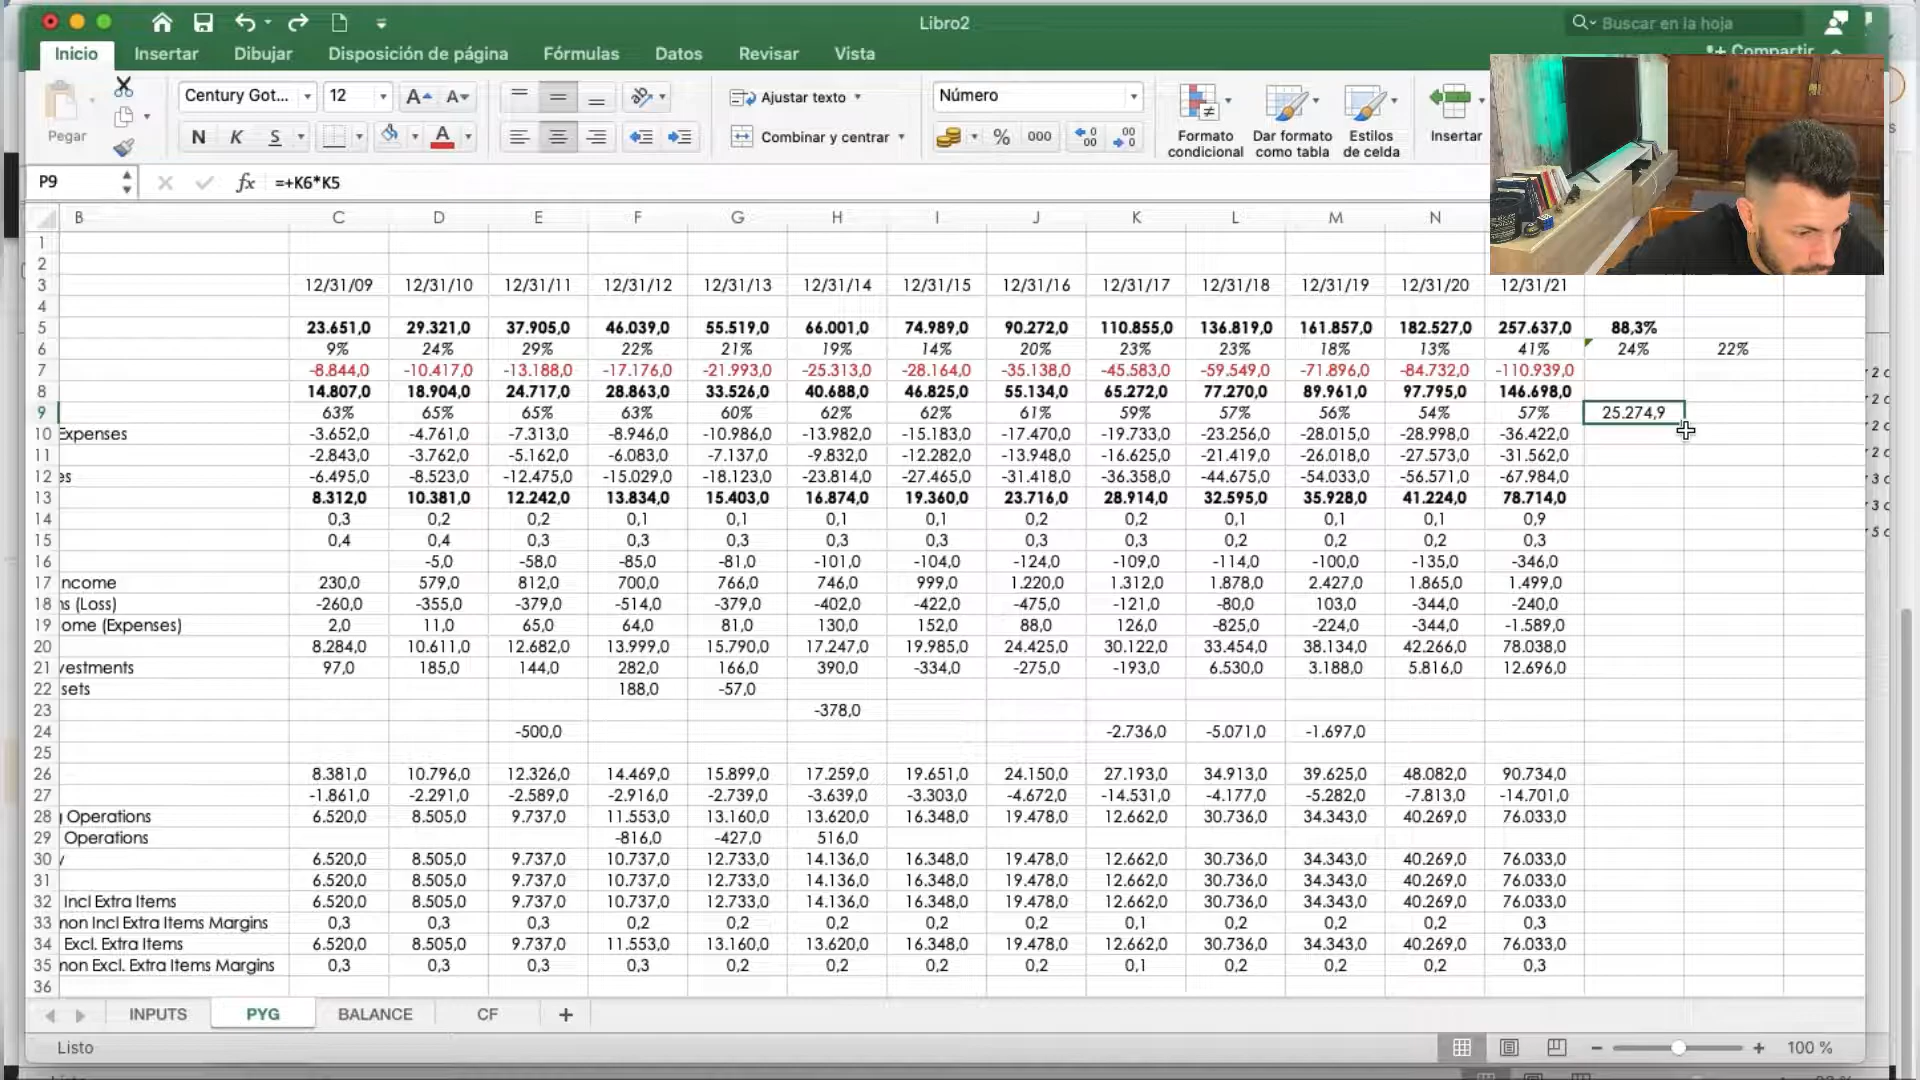 Libro2
Buscar en la hoja
Inicio Insertar Dibujar Disposición de página Fórmulas Datos Revisar Vista Compartir
Pegar
Century Got... 12
N K S
Ajustar texto
Combinar y centrar
Número
% 000
Formato condicional
Dar formato como tabla
Estilos de celda
Insertar
P9 fx =+K6*K5
B C D E F G H I J K L M N
1
2
3 12/31/09 12/31/10 12/31/11 12/31/12 12/31/13 12/31/14 12/31/15 12/31/16 12/31/17 12/31/18 12/31/19 12/31/20 12/31/21
4
5 23.651,0 29.321,0 37.905,0 46.039,0 55.519,0 66.001,0 74.989,0 90.272,0 110.855,0 136.819,0 161.857,0 182.527,0 257.637,0 88,3%
6 9% 24% 29% 22% 21% 19% 14% 20% 23% 23% 18% 13% 41% 24% 22%
7 -8.844,0 -10.417,0 -13.188,0 -17.176,0 -21.993,0 -25.313,0 -28.164,0 -35.138,0 -45.583,0 -59.549,0 -71.896,0 -84.732,0 -110.939,0
8 14.807,0 18.904,0 24.717,0 28.863,0 33.526,0 40.688,0 46.825,0 55.134,0 65.272,0 77.270,0 89.961,0 97.795,0 146.698,0
9 63% 65% 65% 63% 60% 62% 62% 61% 59% 57% 56% 54% 57% 25.274,9
10 Expenses -3.652,0 -4.761,0 -7.313,0 -8.946,0 -10.986,0 -13.982,0 -15.183,0 -17.470,0 -19.733,0 -23.256,0 -28.015,0 -28.998,0 -36.422,0
11 -2.843,0 -3.762,0 -5.162,0 -6.083,0 -7.137,0 -9.832,0 -12.282,0 -13.948,0 -16.625,0 -21.419,0 -26.018,0 -27.573,0 -31.562,0
12 es -6.495,0 -8.523,0 -12.475,0 -15.029,0 -18.123,0 -23.814,0 -27.465,0 -31.418,0 -36.358,0 -44.675,0 -54.033,0 -56.571,0 -67.984,0
13 8.312,0 10.381,0 12.242,0 13.834,0 15.403,0 16.874,0 19.360,0 23.716,0 28.914,0 32.595,0 35.928,0 41.224,0 78.714,0
14 0,3 0,2 0,2 0,1 0,1 0,1 0,1 0,2 0,2 0,1 0,1 0,1 0,9
15 0,4 0,4 0,3 0,3 0,3 0,3 0,3 0,3 0,3 0,2 0,2 0,2 0,3
16 -5,0 -58,0 -85,0 -81,0 -101,0 -104,0 -124,0 -109,0 -114,0 -100,0 -135,0 -346,0
17 ncome 230,0 579,0 812,0 700,0 766,0 746,0 999,0 1.220,0 1.312,0 1.878,0 2.427,0 1.865,0 1.499,0
18 ns (Loss) -260,0 -355,0 -379,0 -514,0 -379,0 -402,0 -422,0 -475,0 -121,0 -80,0 103,0 -344,0 -240,0
19 ome (Expenses) 2,0 11,0 65,0 64,0 81,0 130,0 152,0 88,0 126,0 -825,0 -224,0 -344,0 -1.589,0
20 8.284,0 10.611,0 12.682,0 13.999,0 15.790,0 17.247,0 19.985,0 24.425,0 30.122,0 33.454,0 38.134,0 42.266,0 78.038,0
21 vestments 97,0 185,0 144,0 282,0 166,0 390,0 -334,0 -275,0 -193,0 6.530,0 3.188,0 5.816,0 12.696,0
22 sets 188,0 -57,0
23 -378,0
24 -500,0 -2.736,0 -5.071,0 -1.697,0
25
26 8.381,0 10.796,0 12.326,0 14.469,0 15.899,0 17.259,0 19.651,0 24.150,0 27.193,0 34.913,0 39.625,0 48.082,0 90.734,0
27 -1.861,0 -2.291,0 -2.589,0 -2.916,0 -2.739,0 -3.639,0 -3.303,0 -4.672,0 -14.531,0 -4.177,0 -5.282,0 -7.813,0 -14.701,0
28 Operations 6.520,0 8.505,0 9.737,0 11.553,0 13.160,0 13.620,0 16.348,0 19.478,0 12.662,0 30.736,0 34.343,0 40.269,0 76.033,0
29 Operations -816,0 -427,0 516,0
30 6.520,0 8.505,0 9.737,0 10.737,0 12.733,0 14.136,0 16.348,0 19.478,0 12.662,0 30.736,0 34.343,0 40.269,0 76.033,0
31 6.520,0 8.505,0 9.737,0 10.737,0 12.733,0 14.136,0 16.348,0 19.478,0 12.662,0 30.736,0 34.343,0 40.269,0 76.033,0
32 Incl Extra Items 6.520,0 8.505,0 9.737,0 10.737,0 12.733,0 14.136,0 16.348,0 19.478,0 12.662,0 30.736,0 34.343,0 40.269,0 76.033,0
33 mon Incl Extra Items Margins 0,3 0,3 0,3 0,2 0,2 0,2 0,2 0,2 0,1 0,2 0,2 0,2 0,3
34 Excl. Extra Items 6.520,0 8.505,0 9.737,0 11.553,0 13.160,0 13.620,0 16.348,0 19.478,0 12.662,0 30.736,0 34.343,0 40.269,0 76.033,0
35 mon Excl. Extra Items Margins 0,3 0,3 0,3 0,3 0,2 0,2 0,2 0,2 0,1 0,2 0,2 0,2 0,3
36
INPUTS PYG BALANCE CF +
Listo 100 %